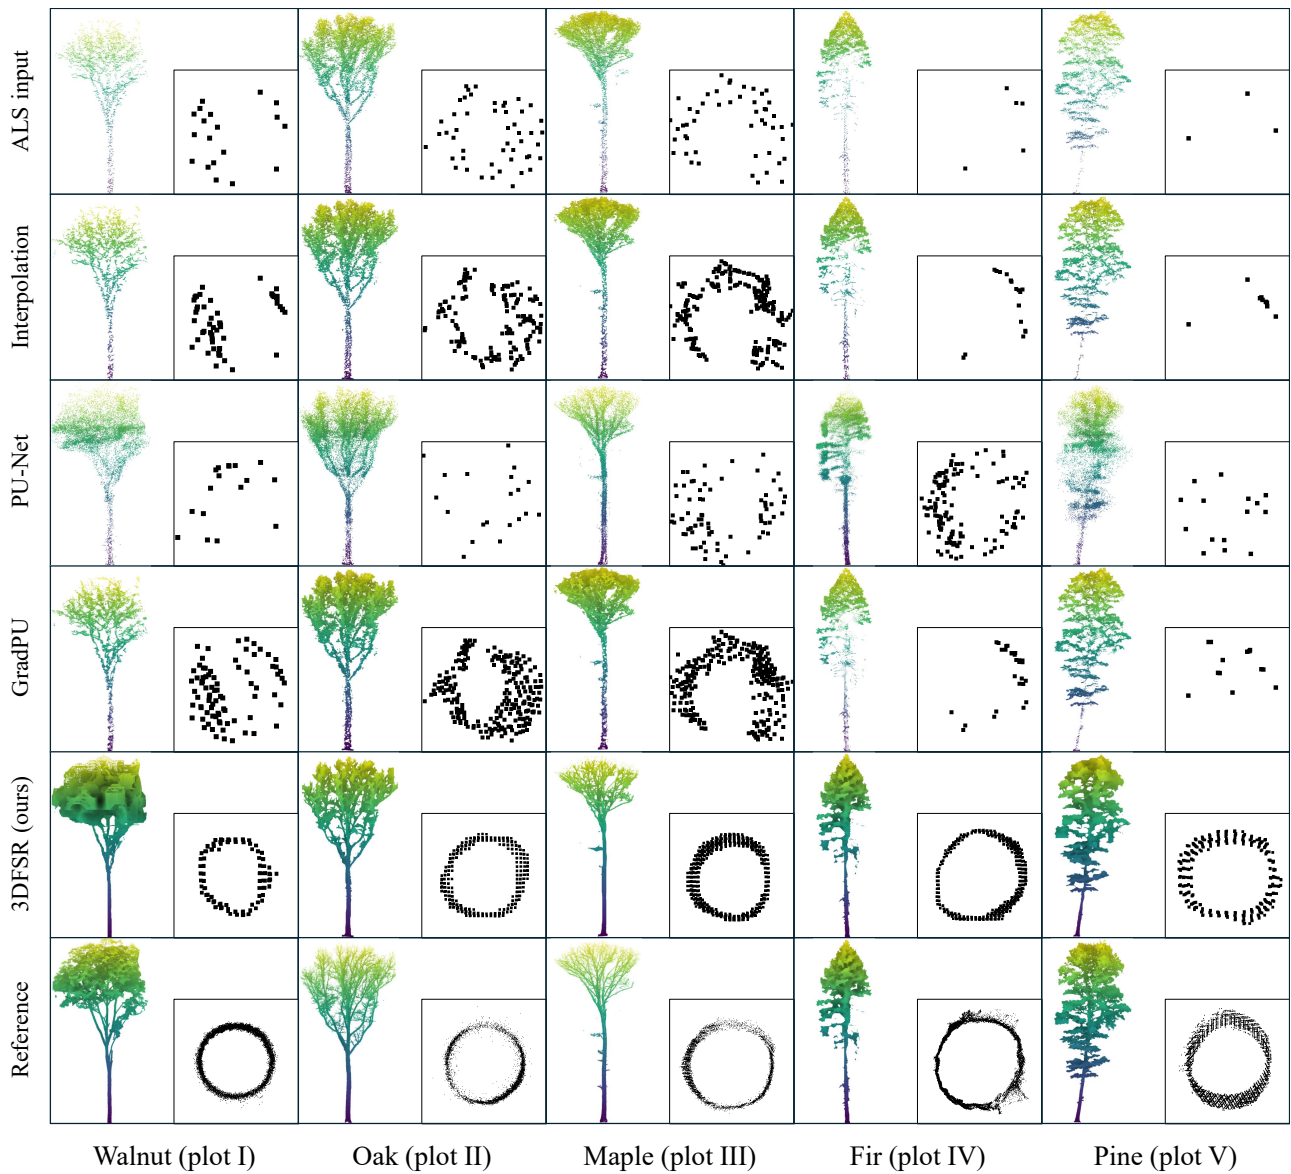 ALS input
Interpolation
PU-Net
GradPU
3DFSR (ours)
Reference
Walnut (plot I)
Oak (plot II)
Maple (plot III)
Fir (plot IV)
Pine (plot V)